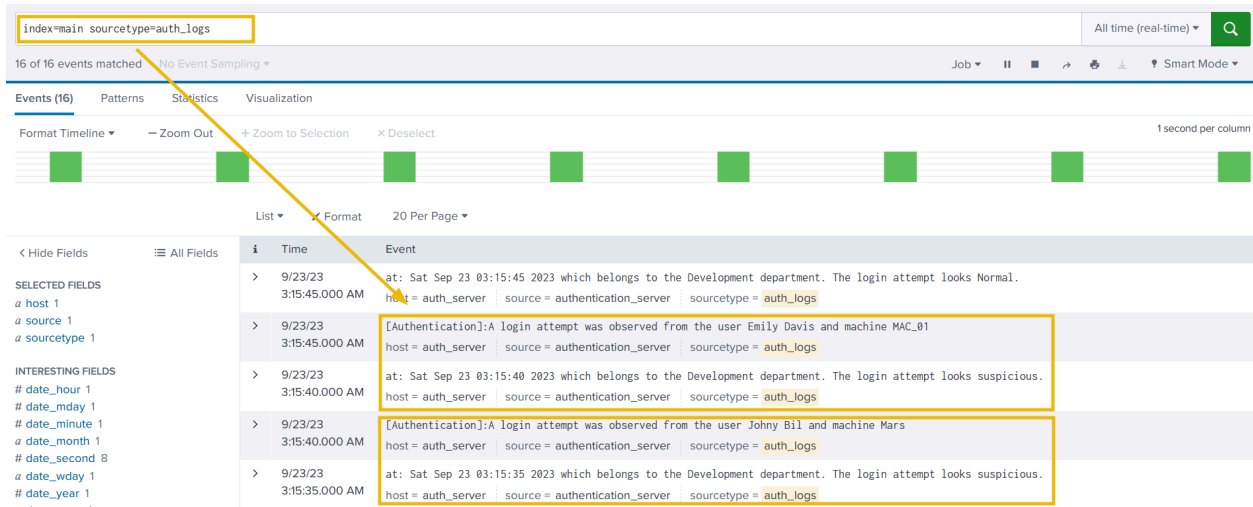 index=main sourcetype=auth_logs
All time (real-time)
16 of 16 events matched No Event Sampling
Job
Smart Mode
Events (16) Patterns Statistics Visualization
Format Timeline — Zoom Out + Zoom to Selection × Deselect
1 second per column
List Format 20 Per Page
< Hide Fields All Fields
i Time Event
SELECTED FIELDS
a host 1
a source 1
a sourcetype 1
INTERESTING FIELDS
# date_hour 1
# date_mday 1
# date_minute 1
a date_month 1
# date_second 8
a date_wday 1
# date_year 1
> 9/23/23 at: Sat Sep 23 03:15:45 2023 which belongs to the Development department. The login attempt looks Normal.
3:15:45.000 AM host = auth_server source = authentication_server sourcetype = auth_logs
> 9/23/23 [Authentication]:A login attempt was observed from the user Emily Davis and machine MAC_01
3:15:45.000 AM host = auth_server source = authentication_server sourcetype = auth_logs
> 9/23/23 at: Sat Sep 23 03:15:40 2023 which belongs to the Development department. The login attempt looks suspicious.
3:15:40.000 AM host = auth_server source = authentication_server sourcetype = auth_logs
> 9/23/23 [Authentication]:A login attempt was observed from the user Johny Bil and machine Mars
3:15:40.000 AM host = auth_server source = authentication_server sourcetype = auth_logs
> 9/23/23 at: Sat Sep 23 03:15:35 2023 which belongs to the Development department. The login attempt looks suspicious.
3:15:35.000 AM host = auth_server source = authentication_server sourcetype = auth_logs